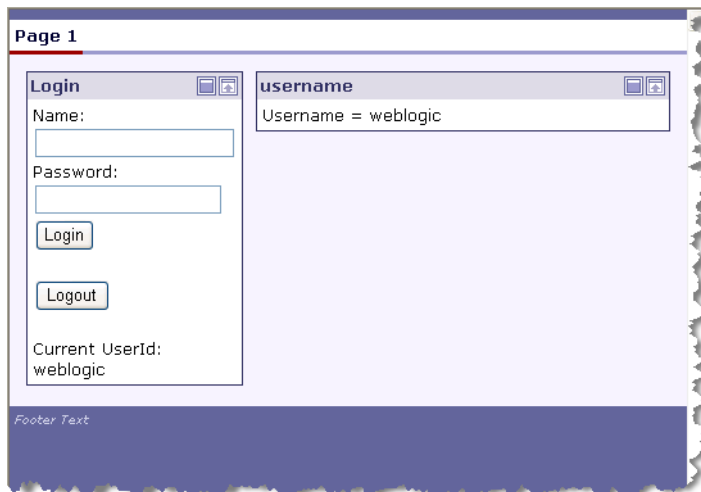 Page 1
Login
Name:
Password:
Login
Logout
Current UserId:
weblogic
username
Username = weblogic
Footer Text